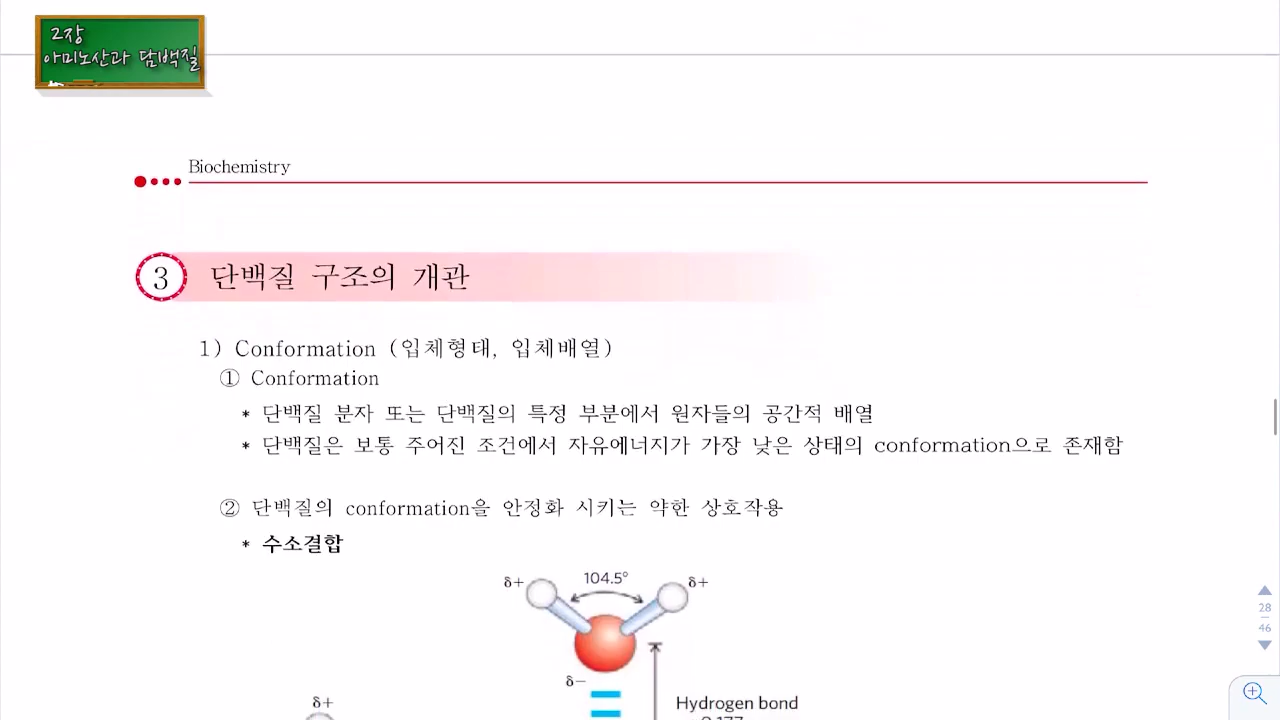 2장
아미노산과 담백질
Biochemistry
3 단백질 구조의 개관
1) Conformation (입체형태, 입체배열)
① Conformation
* 단백질 분자 또는 단백질의 특정 부분에서 원자들의 공간적 배열
* 단백질은 보통 주어진 조건에서 자유에너지가 가장 낮은 상태의 conformation으로 존재함
② 단백질의 conformation을 안정화 시키는 약한 상호작용
* 수소결합
δ+ 104.5° δ+
δ−
δ+
Hydrogen bond
28
46